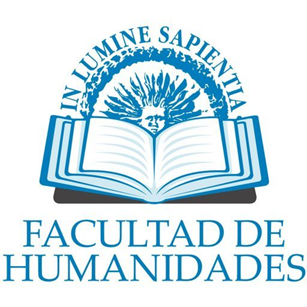 IN LUMINE SAPIENTIA
FACULTAD DE
HUMANIDADES